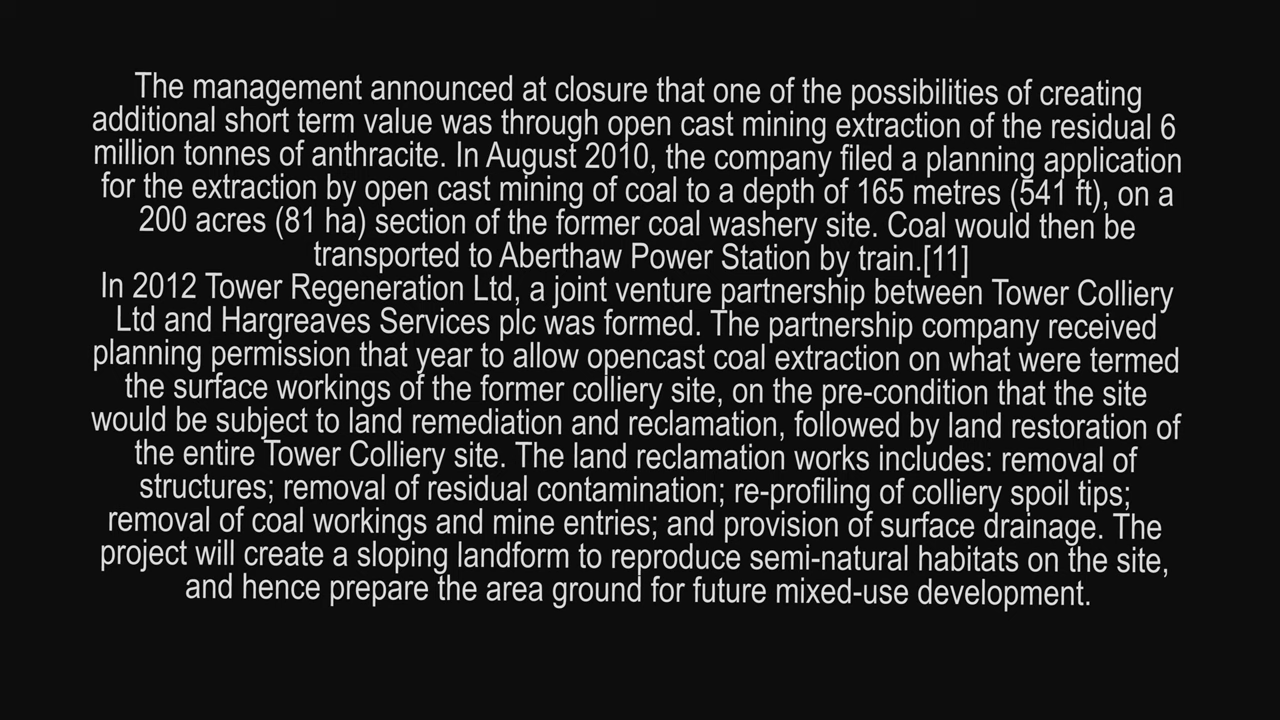 The management announced at closure that one of the possibilities of creating
additional short term value was through open cast mining extraction of the residual 6
million tonnes of anthracite. In August 2010, the company filed a planning application
for the extraction by open cast mining of coal to a depth of 165 metres (541 ft), on a
200 acres (81 ha) section of the former coal washery site. Coal would then be
transported to Aberthaw Power Station by train.[11]
In 2012 Tower Regeneration Ltd, a joint venture partnership between Tower Colliery
Ltd and Hargreaves Services plc was formed. The partnership company received
planning permission that year to allow opencast coal extraction on what were termed
the surface workings of the former colliery site, on the pre-condition that the site
would be subject to land remediation and reclamation, followed by land restoration of
the entire Tower Colliery site. The land reclamation works includes: removal of
structures; removal of residual contamination; re-profiling of colliery spoil tips;
removal of coal workings and mine entries; and provision of surface drainage. The
project will create a sloping landform to reproduce semi-natural habitats on the site,
and hence prepare the area ground for future mixed-use development.